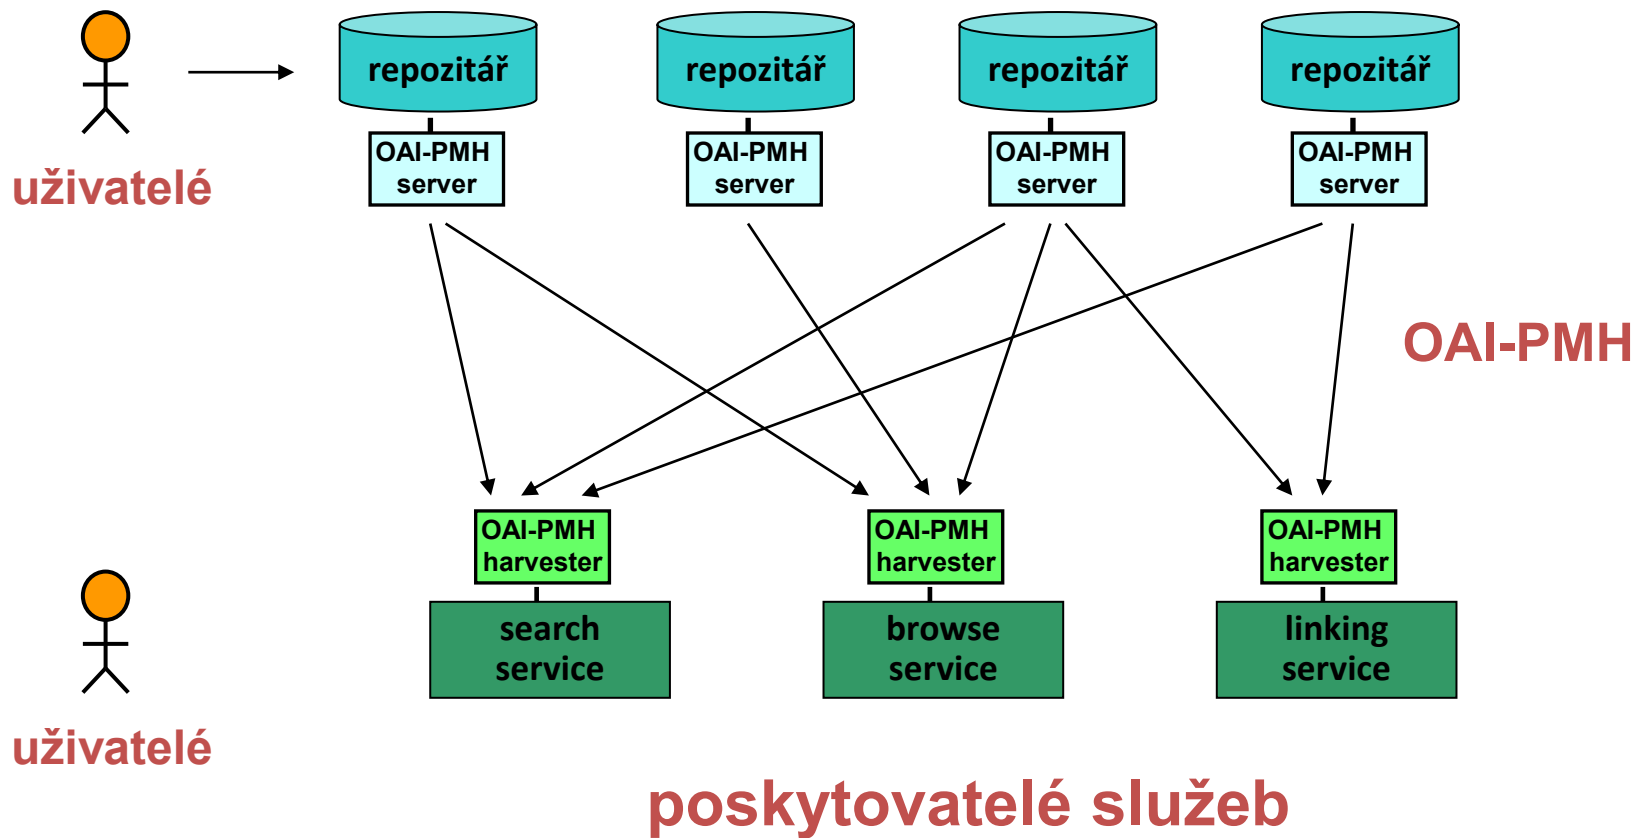 repozitář
repozitář
repozitář
repozitář
OAI-PMH
server
OAI-PMH
server
OAI-PMH
server
OAI-PMH
server
uživatelé
OAI-PMH
OAI-PMH
harvester
OAI-PMH
harvester
OAI-PMH
harvester
search
service
browse
service
linking
service
uživatelé
poskytovatelé služeb